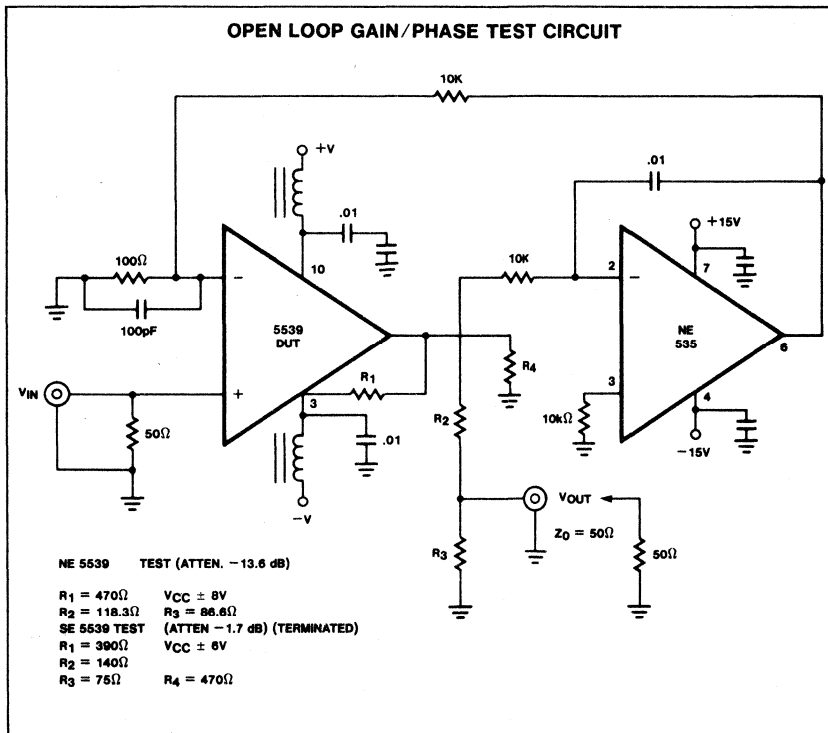 OPEN LOOP GAIN/PHASE TEST CIRCUIT
10K
+V
.01
.01
+15V
100Ω
10
10K
2
7
100pF
5539
DUT
NE
535
6
VIN
R1
R4
3
3
4
50Ω
.01
R2
10kΩ
-15V
-V
VOUT
Z0 = 50Ω
R3
50Ω
NE 5539 TEST (ATTEN. -13.6 dB)
R1 = 470Ω VCC ± 8V
R2 = 118.3Ω R3 = 86.6Ω
SE 5539 TEST (ATTEN -1.7 dB) (TERMINATED)
R1 = 390Ω VCC ± 6V
R2 = 140Ω
R3 = 75Ω R4 = 470Ω